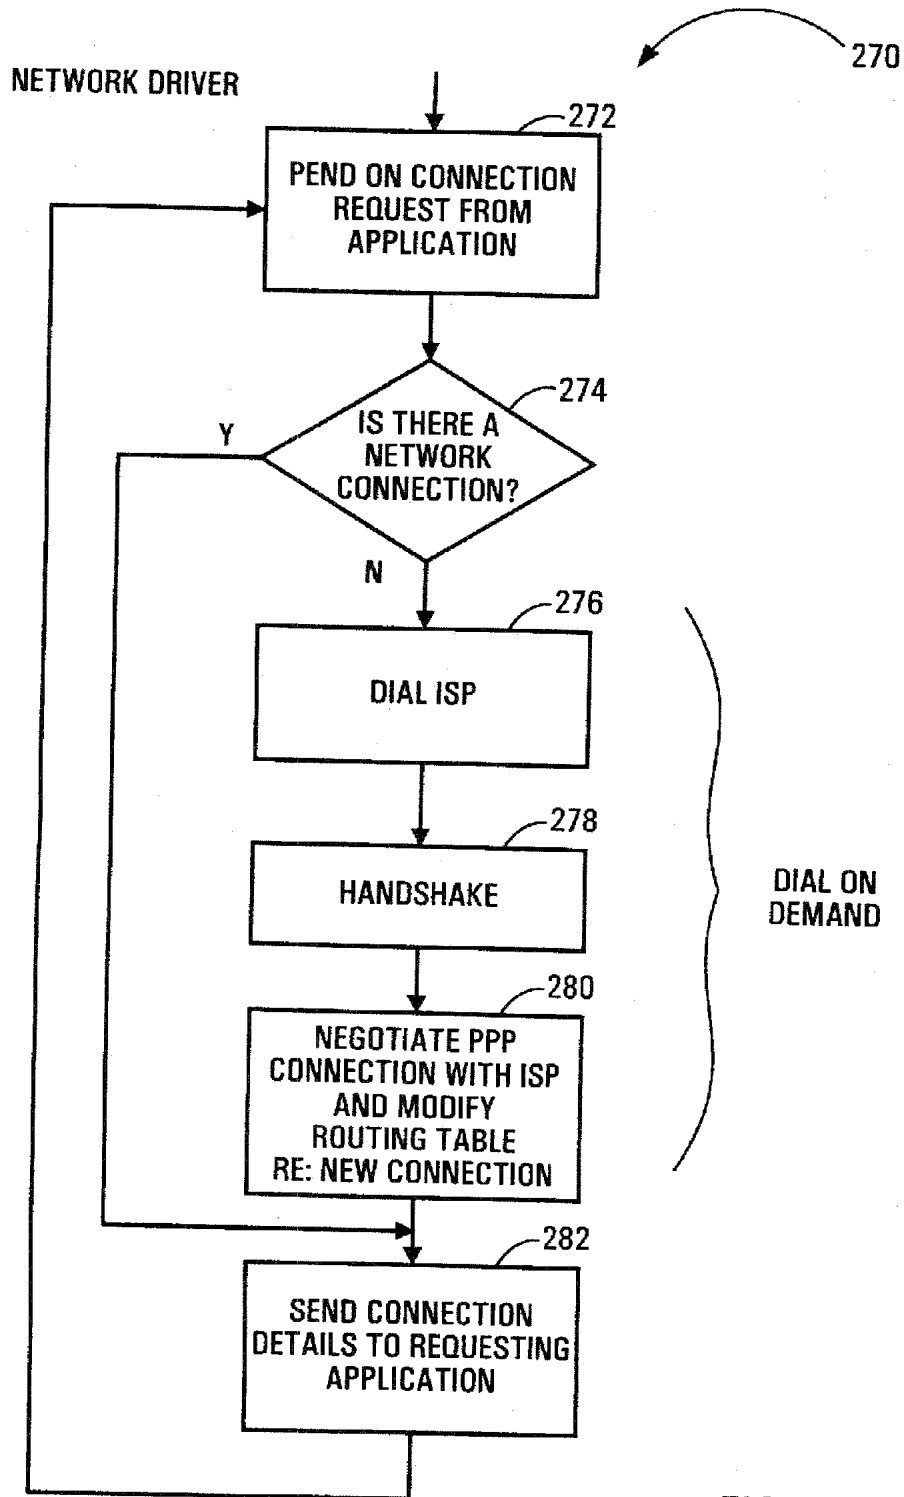 270
NETWORK DRIVER
272
PEND ON CONNECTION
REQUEST FROM
APPLICATION
274
Y
IS THERE A
NETWORK
CONNECTION?
N
276
DIAL ISP
278
HANDSHAKE
DIAL ON
DEMAND
280
NEGOTIATE PPP
CONNECTION WITH ISP
AND MODIFY
ROUTING TABLE
RE: NEW CONNECTION
282
SEND CONNECTION
DETAILS TO REQUESTING
APPLICATION